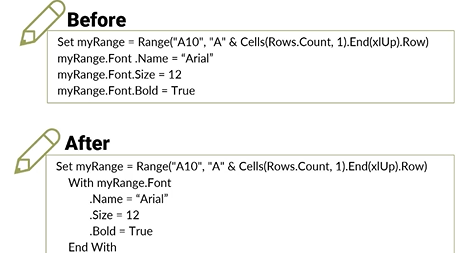 Before
Set myRange = Range("A10", "A" & Cells(Rows.Count, 1).End(xlUp).Row)
myRange.Font .Name = “Arial”
myRange.Font.Size = 12
myRange.Font.Bold = True
After
Set myRange = Range("A10", "A" & Cells(Rows.Count, 1).End(xlUp).Row)
With myRange.Font
.Name = “Arial”
.Size = 12
.Bold = True
End With